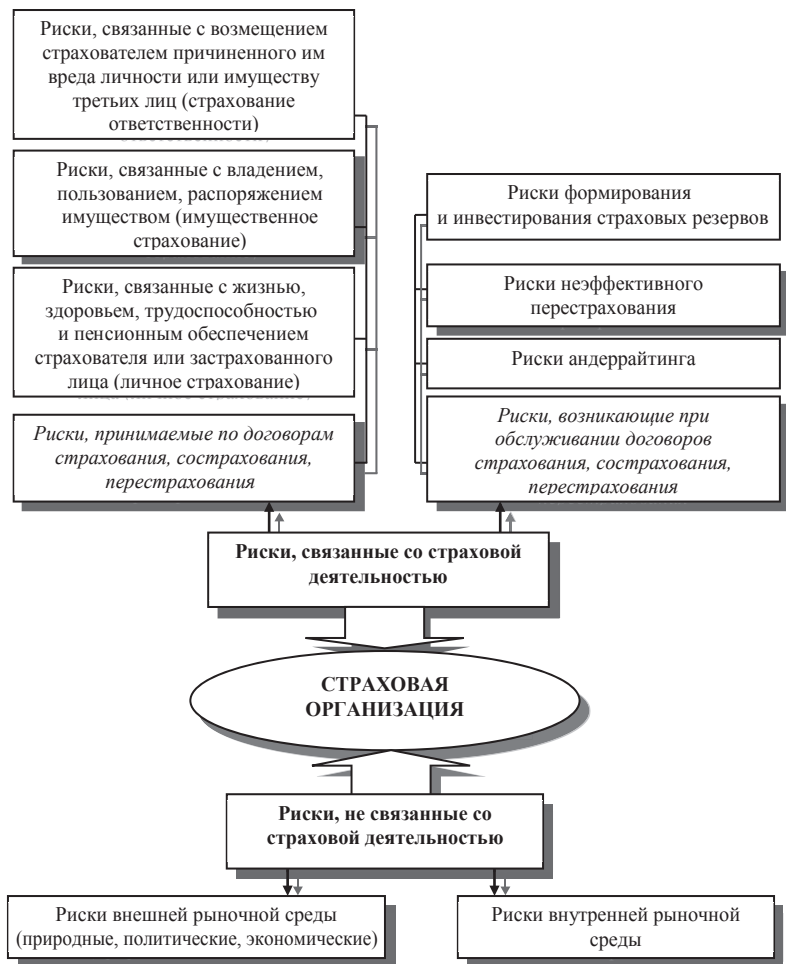 Риски, связанные с возмещением
страхователем причиненного им
вреда личности или имуществу
третьих лиц (страхование
ответственности)
Риски, связанные с владением,
пользованием, распоряжением
имуществом (имущественное
страхование)
Риски, связанные с жизнью,
здоровьем, трудоспособностью
и пенсионным обеспечением
страхователя или застрахованного
лица (личное страхование)
Риски, принимаемые по договорам
страхования, сострахования,
перестрахования
Риски формирования
и инвестирования страховых резервов
Риски неэффективного
перестрахования
Риски андеррайтинга
Риски, возникающие при
обслуживании договоров
страхования, сострахования,
перестрахования
Риски, связанные со страховой
деятельностью
СТРАХОВАЯ
ОРГАНИЗАЦИЯ
Риски, не связанные со
страховой деятельностью
Риски внешней рыночной среды
(природные, политические, экономические)
Риски внутренней рыночной
среды